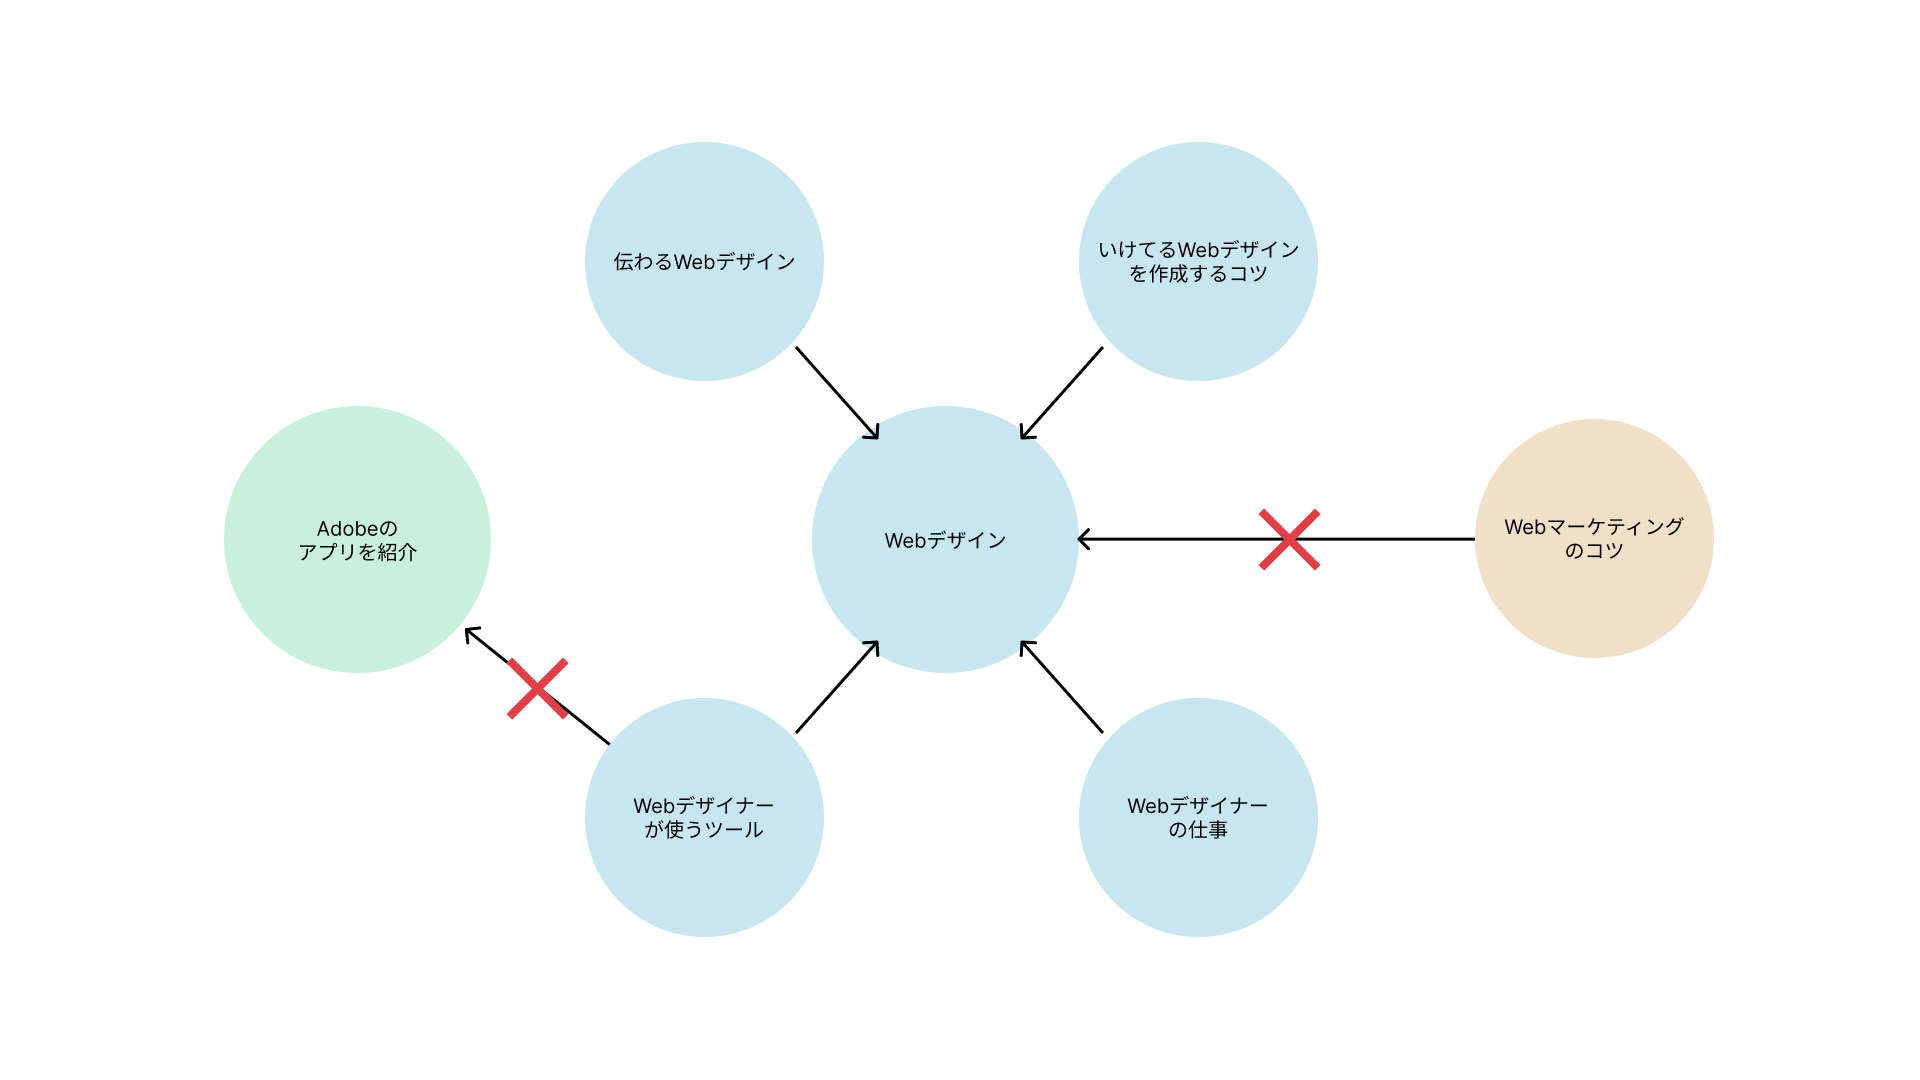 伝わるWebデザイン
いけてるWebデザイン
を作成するコツ
Adobeの
アプリを紹介
Webデザイン
Webマーケティング
のコツ
Webデザイナー
が使うツール
Webデザイナー
の仕事